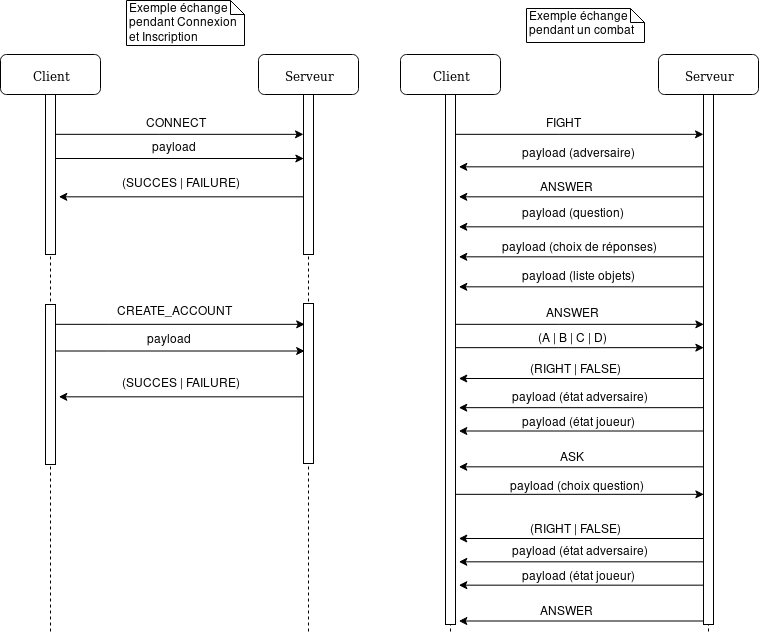 Exemple échange
pendant Connexion
et Inscription
Client
Serveur
CONNECT
payload
(SUCCES | FAILURE)
CREATE_ACCOUNT
payload
(SUCCES | FAILURE)
Exemple échange
pendant un combat
Client
Serveur
FIGHT
payload (adversaire)
ANSWER
payload (question)
payload (choix de réponses)
payload (liste objets)
ANSWER
(A | B | C | D)
(RIGHT | FALSE)
payload (état adversaire)
payload (état joueur)
ASK
payload (choix question)
(RIGHT | FALSE)
payload (état adversaire)
payload (état joueur)
ANSWER